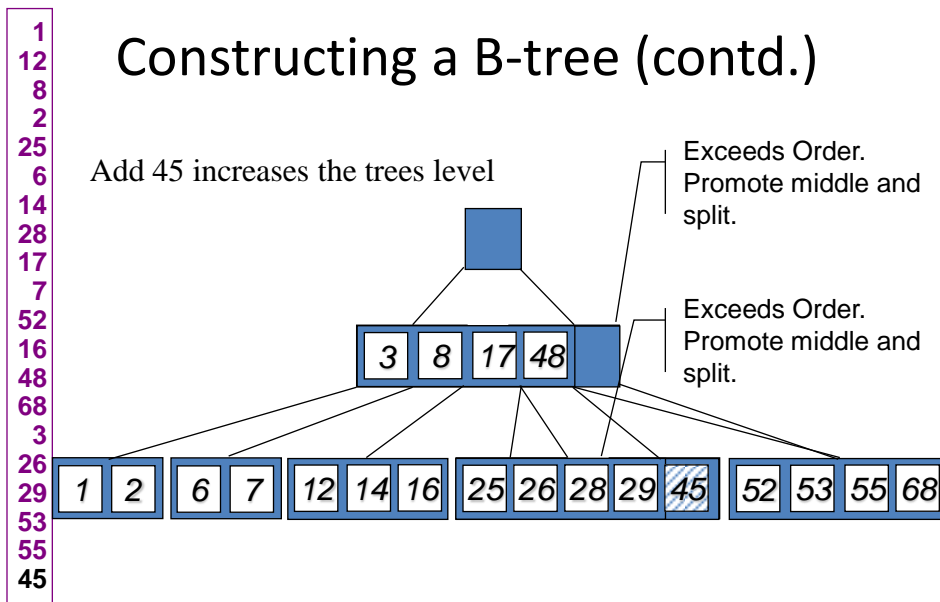 Constructing a B-tree (contd.)
1
12
8
2
25
6
14
28
17
7
52
16
48
68
3
26
29
53
55
45
Add 45 increases the trees level
Exceeds Order.
Promote middle and
split.
3 8 17 48
Exceeds Order.
Promote middle and
split.
1 2 6 7 12 14 16 25 26 28 29 45 52 53 55 68